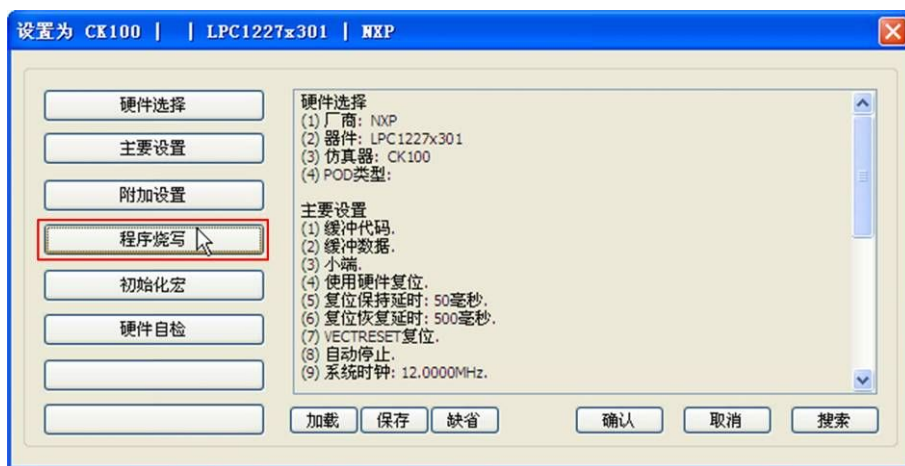 设置为 CK100 |   | LPC1227x301 | NXP
硬件选择
主要设置
附加设置
程序烧写
初始化宏
硬件自检
硬件选择
(1) 厂商: NXP
(2) 器件: LPC1227x301
(3) 仿真器: CK100
(4) POD类型:
主要设置
(1) 缓冲代码.
(2) 缓冲数据.
(3) 小端.
(4) 使用硬件复位.
(5) 复位保持延时: 50毫秒.
(6) 复位恢复延时: 500毫秒.
(7) VECTRESET复位.
(8) 自动停止.
(9) 系统时钟: 12.0000MHz.
加载 保存 缺省 确认 取消 搜索